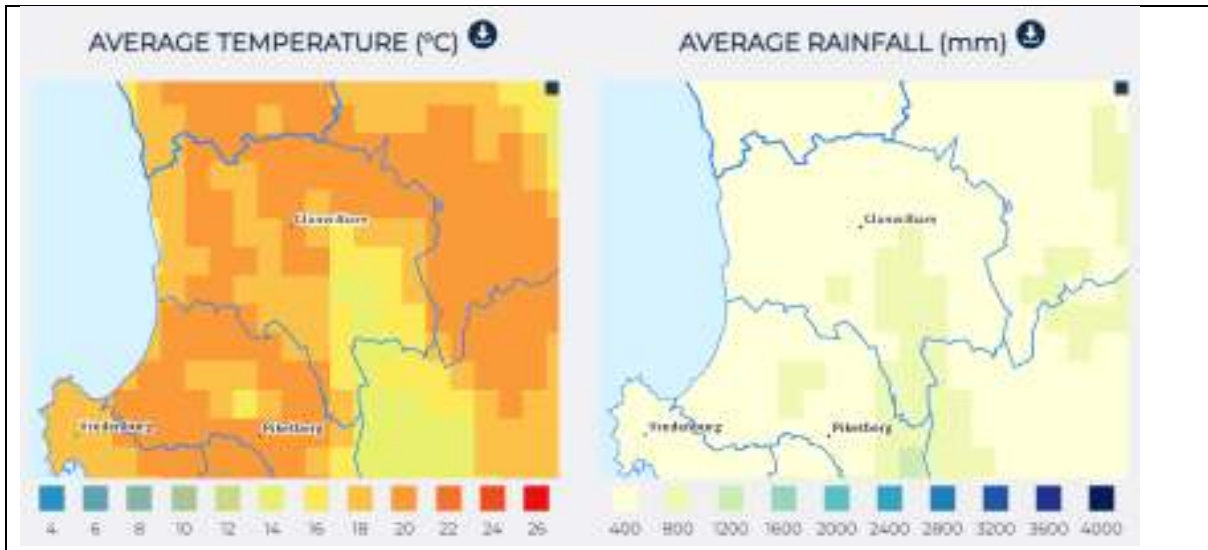 AVERAGE TEMPERATURE (ºC)
AVERAGE RAINFALL (mm)
Clanwilliam
Vredenburg
Piketberg
Clanwilliam
Vredenburg
Piketberg
4 6 8 10 12 14 16 18 20 22 24 26
400 800 1200 1600 2000 2400 2800 3200 3600 4000